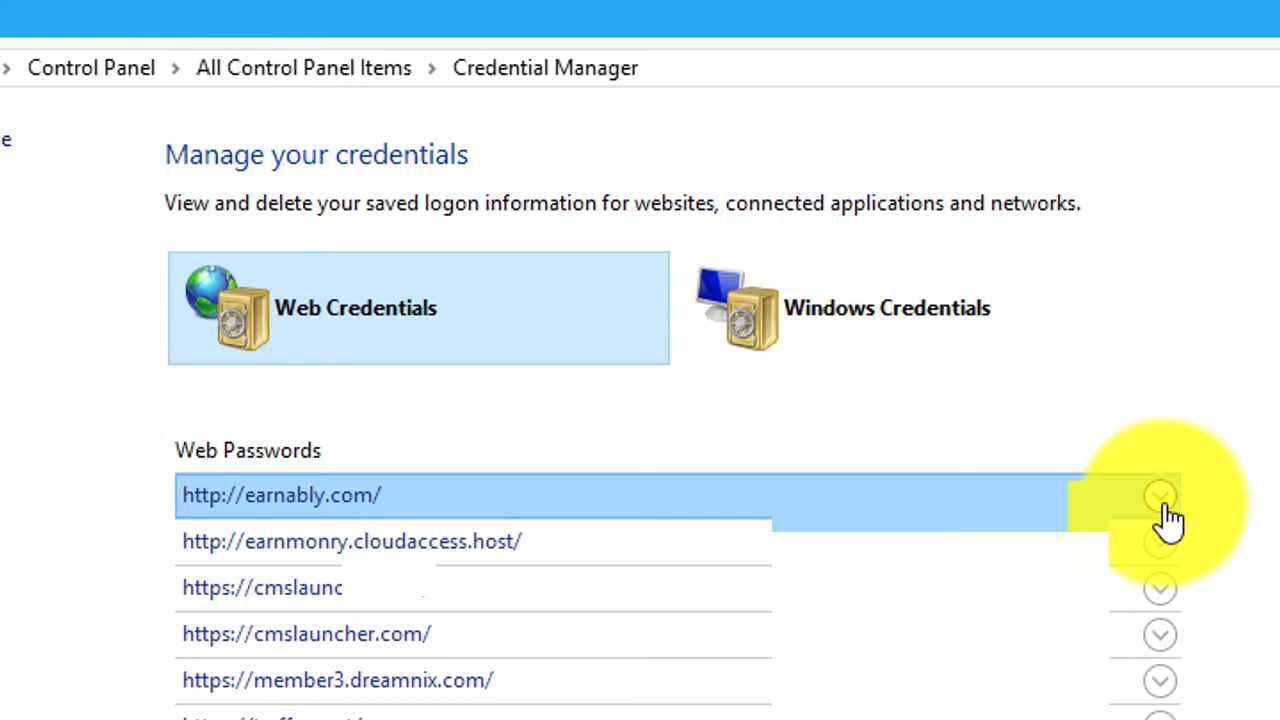 e
Control Panel > All Control Panel Items > Credential Manager
Manage your credentials
View and delete your saved logon information for websites, connected applications and networks.
Web Credentials
Windows Credentials
Web Passwords
http://earnably.com/
http://earnmonry.cloudaccess.host/
https://cmslaunc
https://cmslauncher.com/
https://member3.dreamnix.com/